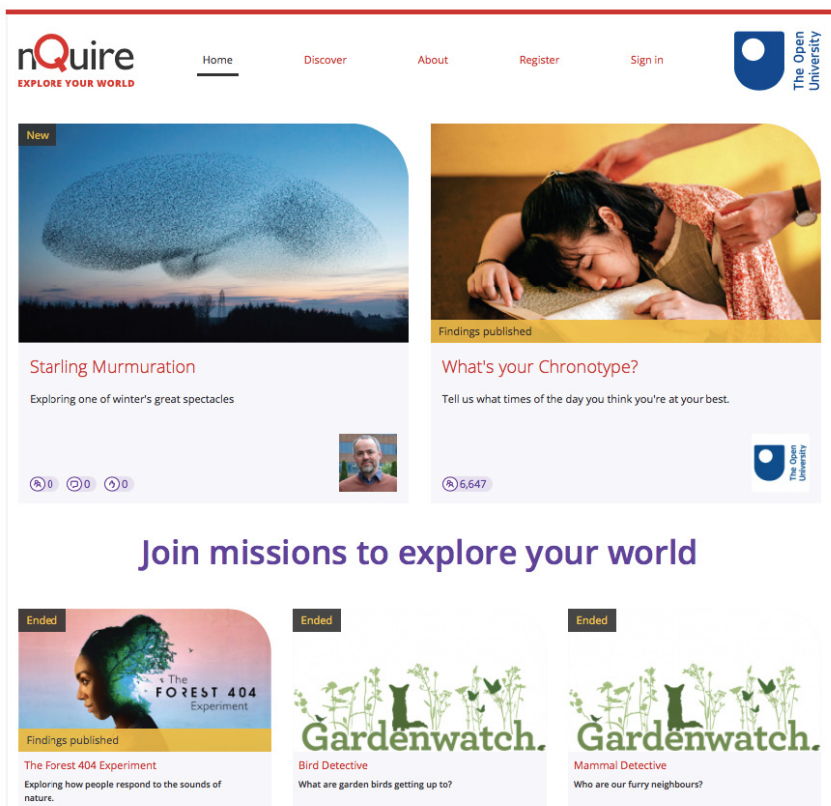 nQuire
EXPLORE YOUR WORLD
Home
Discover
About
Register
Sign in
The Open
University
New
Findings published
Starling Murmuration
Exploring one of winter's great spectacles
0
0
0
What's your Chronotype?
Tell us what times of the day you think you're at your best.
6,647
The Open
University
Join missions to explore your world
Ended
The
FOREST 404
Experiment
Findings published
The Forest 404 Experiment
Exploring how people respond to the sounds of
nature.
Ended
Gardenwatch.
Bird Detective
What are garden birds getting up to?
Ended
Gardenwatch.
Mammal Detective
Who are our furry neighbours?